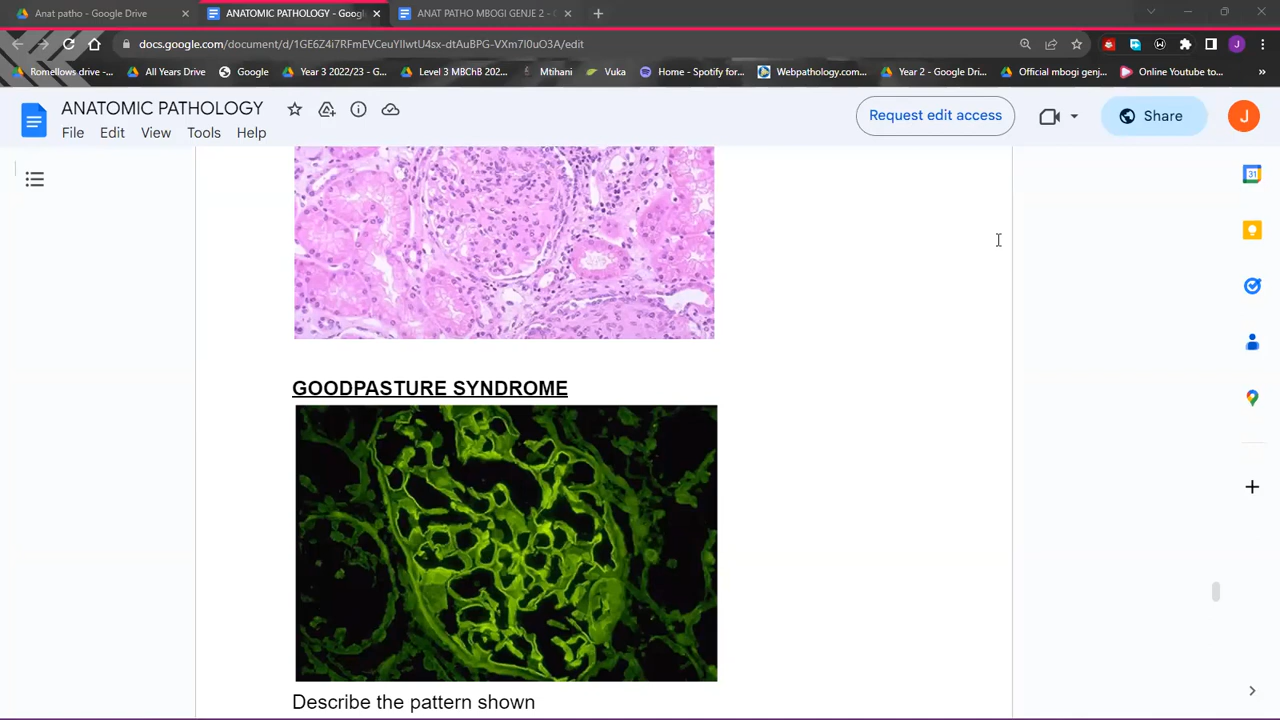 Anat patho - Google Drive
ANATOMIC PATHOLOGY - Googl
ANAT PATHO MBOGI GENJE 2 - G
docs.google.com/document/d/1GE6Z4i7RFmEVCeuYIlwtU4sx-dtAuBPG-VXm7l0uO3A/edit
Romellows drive -...
All Years Drive
Google
Year 3 2022/23 - G...
Level 3 MBChB 202...
Mtihani
Vuka
Home - Spotify for...
Webpathology.com...
Year 2 - Google Dri...
Official mbogi genj...
Online Youtube to...
»
ANATOMIC PATHOLOGY
File Edit View Tools Help
Request edit access
Share
J
GOODPASTURE SYNDROME
Describe the pattern shown